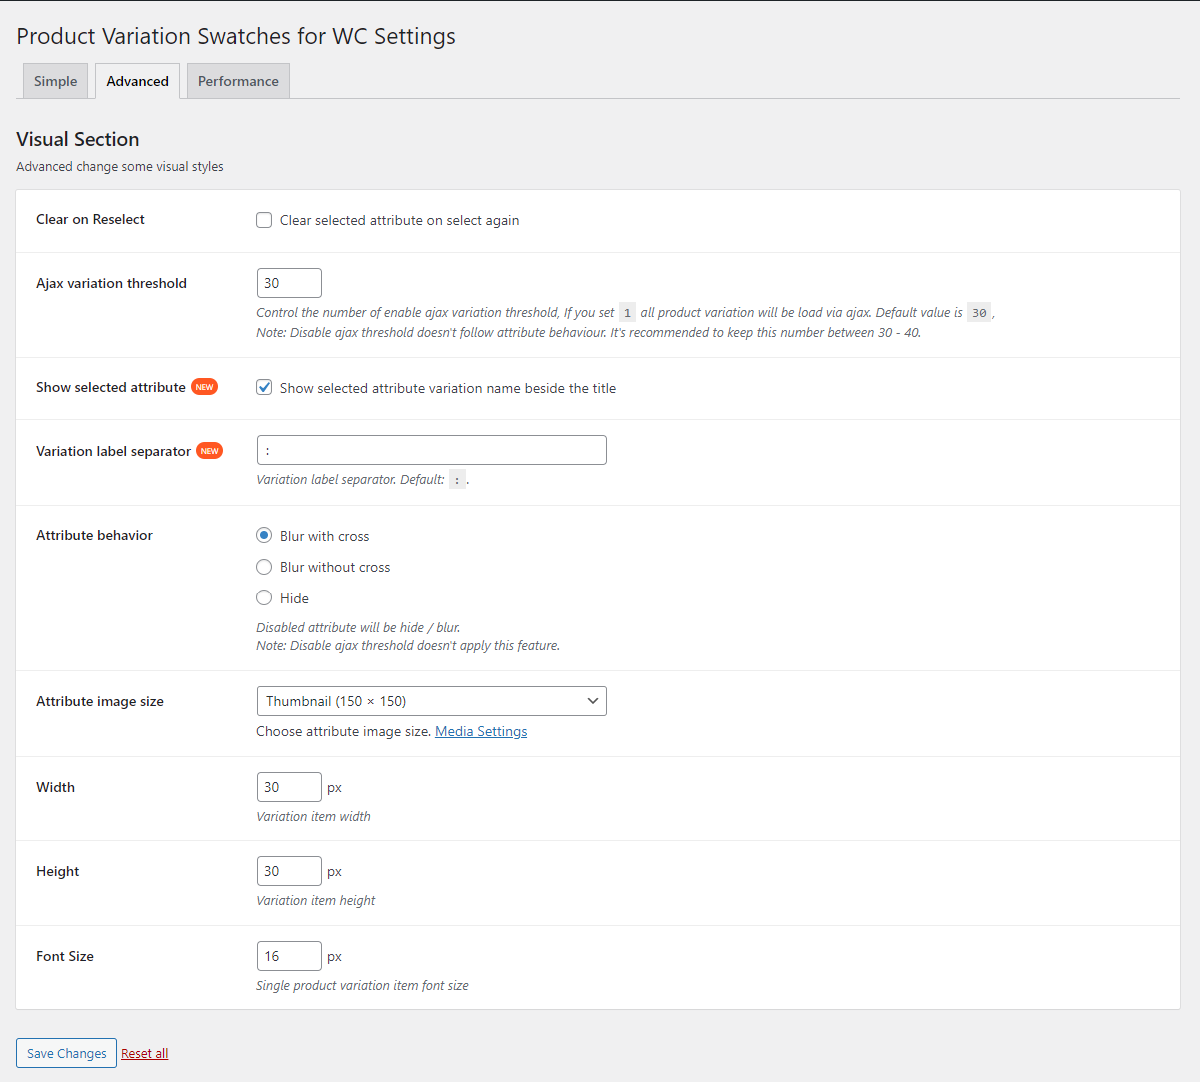 Product Variation Swatches for WC Settings
Simple Advanced Performance
Visual Section
Advanced change some visual styles
Clear on Reselect Clear selected attribute on select again
Ajax variation threshold 30
Control the number of enable ajax variation threshold, If you set 1 all product variation will be load via ajax. Default value is 30 ,
Note: Disable ajax threshold doesn't follow attribute behaviour. It's recommended to keep this number between 30 - 40.
Show selected attribute NEW Show selected attribute variation name beside the title
Variation label separator NEW :
Variation label separator. Default: : .
Attribute behavior Blur with cross
Blur without cross
Hide
Disabled attribute will be hide / blur.
Note: Disable ajax threshold doesn't apply this feature.
Attribute image size Thumbnail (150 × 150)
Choose attribute image size. Media Settings
Width 30 px
Variation item width
Height 30 px
Variation item height
Font Size 16 px
Single product variation item font size
Save Changes Reset all